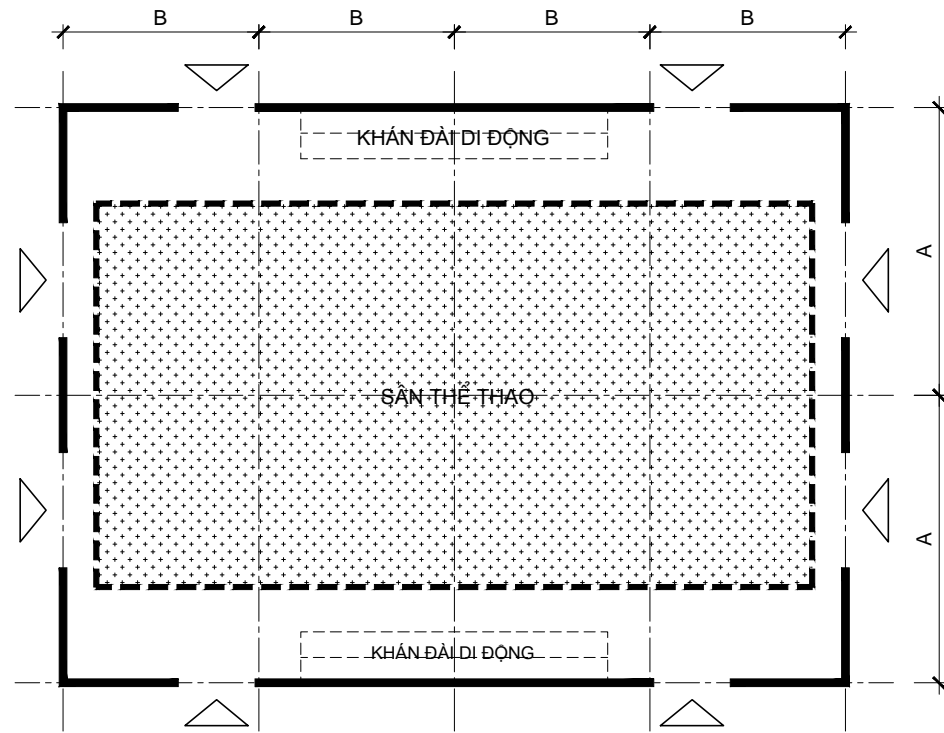 B B B B
KHÁN ĐÀI DI ĐỘNG
A
SÂN THỂ THAO
A
KHÁN ĐÀI DI ĐỘNG